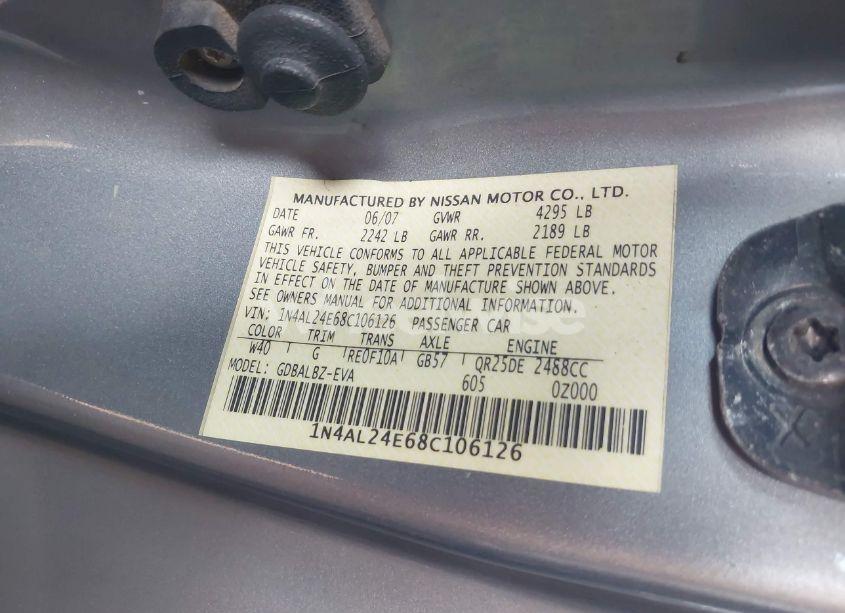 MANUFACTURED BY NISSAN MOTOR CO., LTD.
DATE 06/07 GVWR 4295 LB
GAWR FR. 2242 LB GAWR RR. 2189 LB
THIS VEHICLE CONFORMS TO ALL APPLICABLE FEDERAL MOTOR
VEHICLE SAFETY, BUMPER AND THEFT PREVENTION STANDARDS
IN EFFECT ON THE DATE OF MANUFACTURE SHOWN ABOVE.
SEE OWNERS MANUAL FOR ADDITIONAL INFORMATION.
VIN: 1N4AL24E68C106126 PASSENGER CAR
COLOR TRIM TRANS AXLE ENGINE
W40 G RE0F10A GB57 QR25DE 2488CC
MODEL: GDBALBZ-EVA 605 0Z000
1N4AL24E68C106126